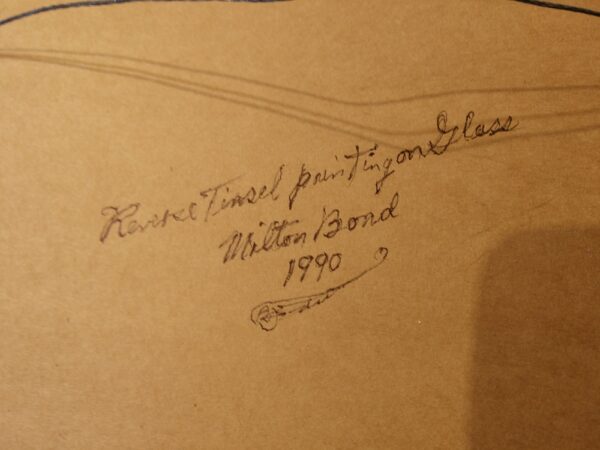 Reverse Tinsel painting on Glass
Milton Bond
1990